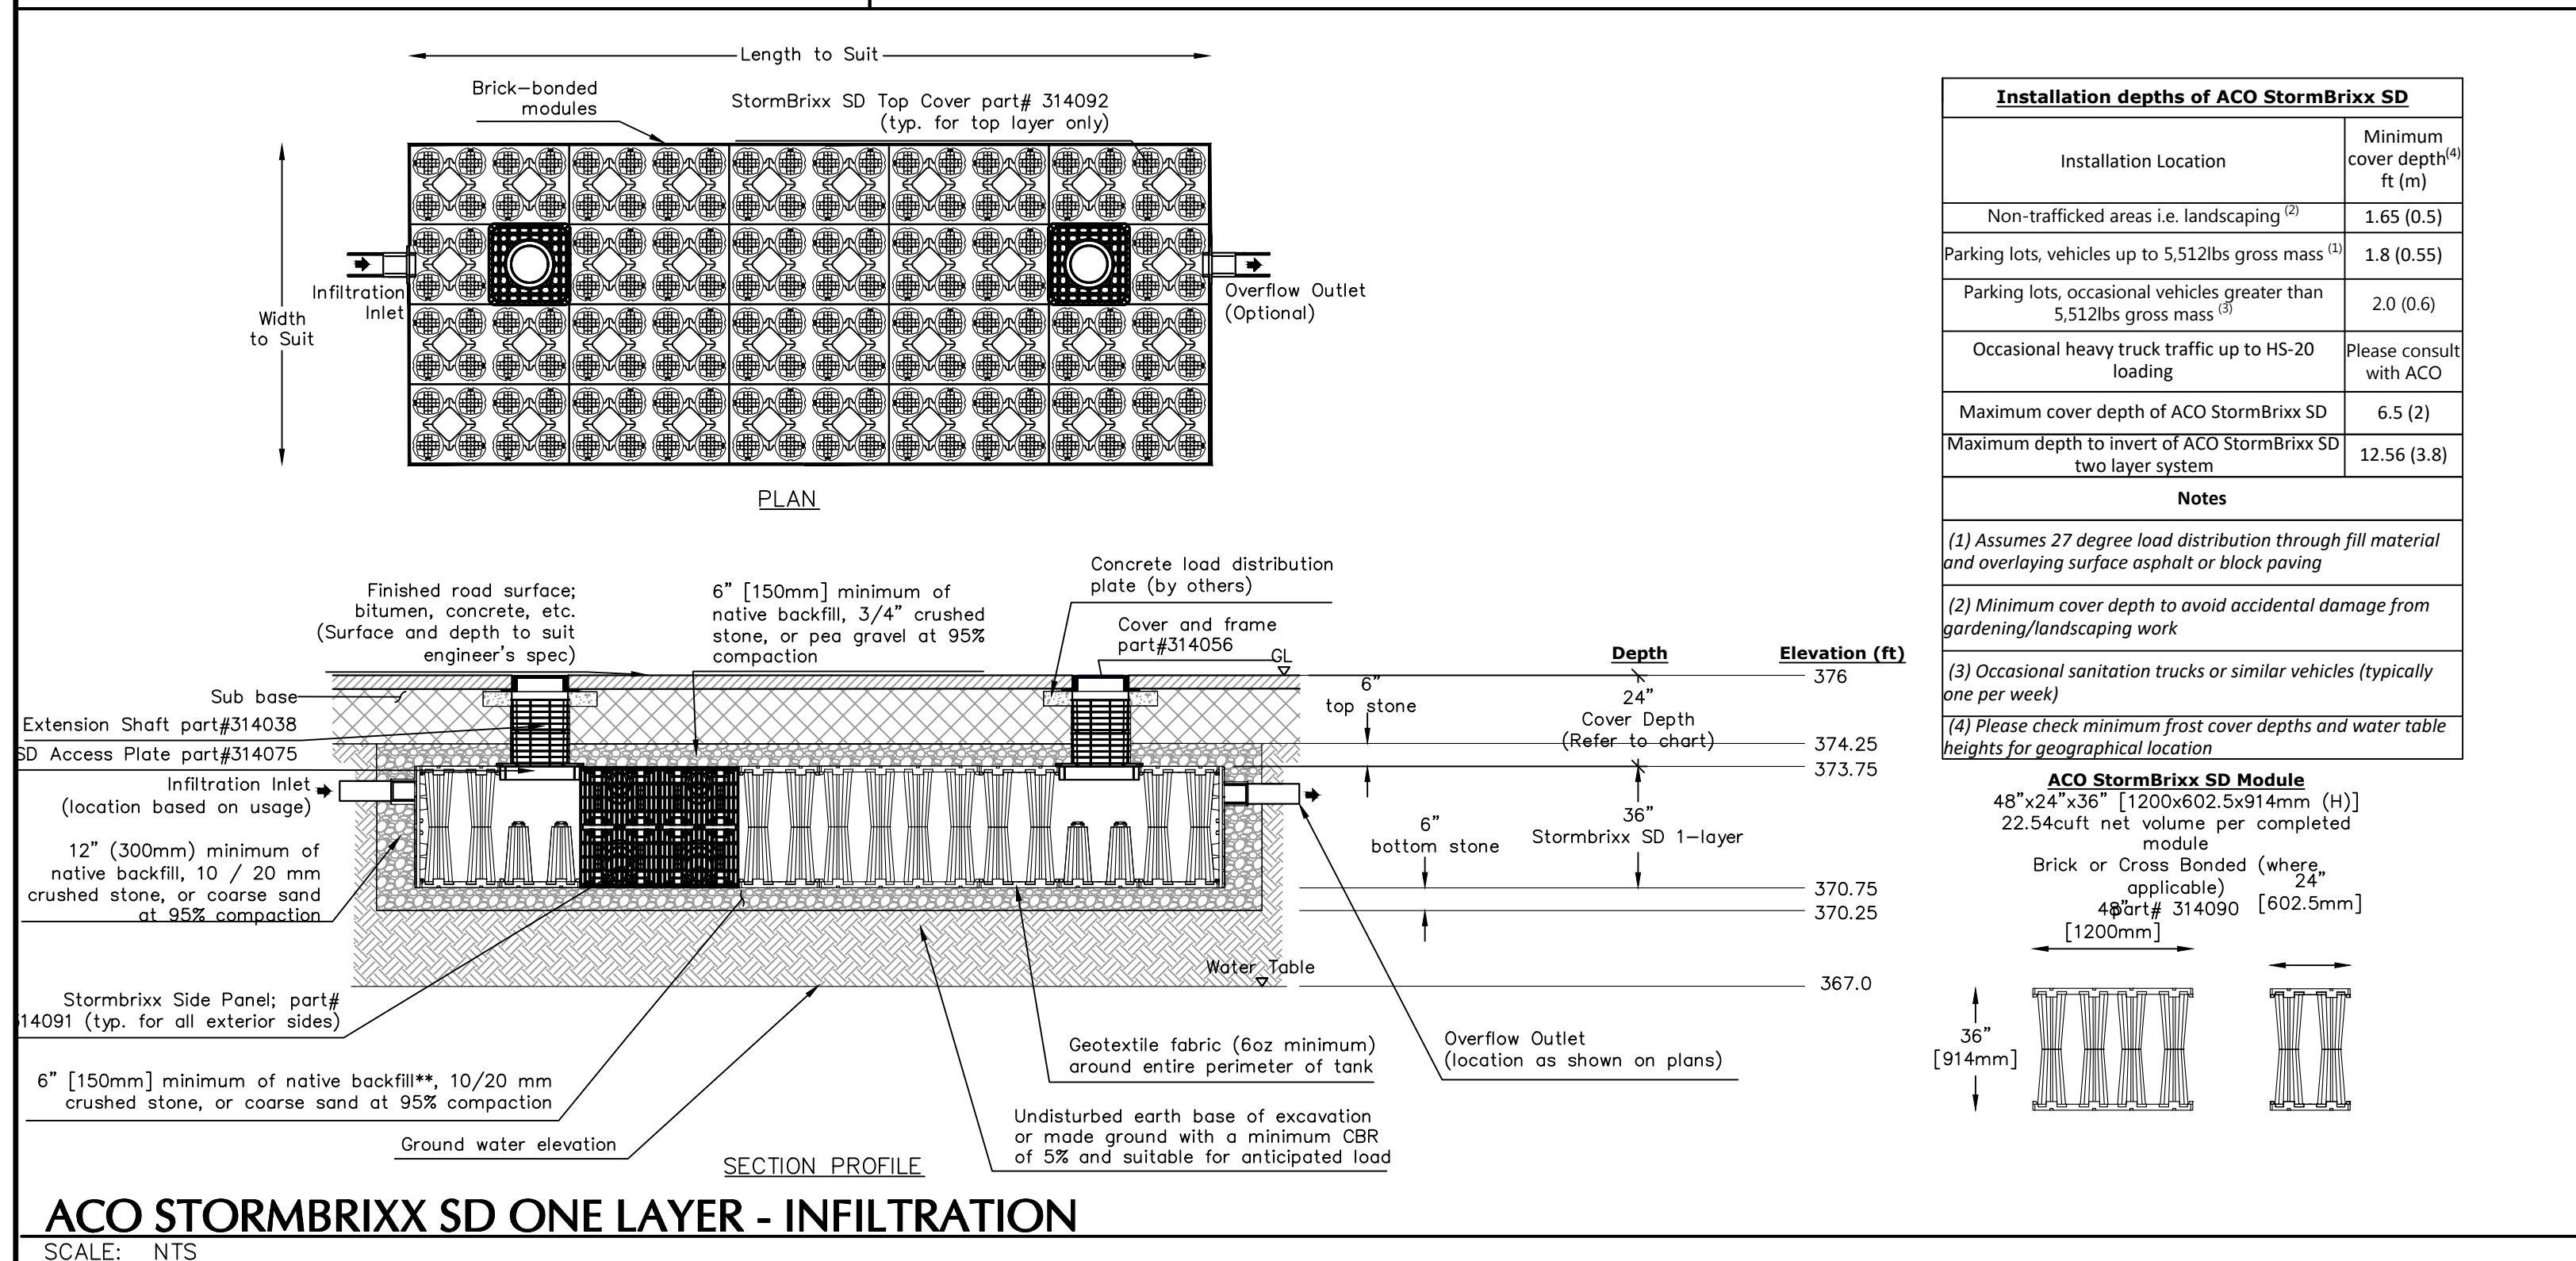 Length to Suit
Brick-bonded
modules
StormBrixx SD Top Cover part# 314092
(typ. for top layer only)
Infiltration
Inlet
Width
to Suit
Overflow Outlet
(Optional)
PLAN
Installation depths of ACO StormBrixx SD
Installation Location
Minimum
cover depth(4)
ft (m)
Non-trafficked areas i.e. landscaping (2)
1.65 (0.5)
Parking lots, vehicles up to 5,512lbs gross mass (1)
1.8 (0.55)
Parking lots, occasional vehicles greater than
5,512lbs gross mass (3)
2.0 (0.6)
Occasional heavy truck traffic up to HS-20
loading
Please consult
with ACO
Maximum cover depth of ACO StormBrixx SD
6.5 (2)
Maximum depth to invert of ACO StormBrixx SD
two layer system
12.56 (3.8)
Notes
(1) Assumes 27 degree load distribution through fill material
and overlaying surface asphalt or block paving
(2) Minimum cover depth to avoid accidental damage from
gardening/landscaping work
(3) Occasional sanitation trucks or similar vehicles (typically
one per week)
(4) Please check minimum frost cover depths and water table
heights for geographical location
Finished road surface;
bitumen, concrete, etc.
(Surface and depth to suit
engineer's spec)
6" [150mm] minimum of
native backfill, 3/4" crushed
stone, or pea gravel at 95%
compaction
Concrete load distribution
plate (by others)
Cover and frame
part#314056
GL
Sub base
Extension Shaft part#314038
SD Access Plate part#314075
Infiltration Inlet
(location based on usage)
12" (300mm) minimum of
native backfill, 10 / 20 mm
crushed stone, or coarse sand
at 95% compaction
Stormbrixx Side Panel; part#
314091 (typ. for all exterior sides)
6" [150mm] minimum of native backfill**, 10/20 mm
crushed stone, or coarse sand at 95% compaction
Ground water elevation
Water Table
Geotextile fabric (6oz minimum)
around entire perimeter of tank
Undisturbed earth base of excavation
or made ground with a minimum CBR
of 5% and suitable for anticipated load
Overflow Outlet
(location as shown on plans)
SECTION PROFILE
Depth
Elevation (ft)
6"
top stone
24"
Cover Depth
(Refer to chart)
6"
bottom stone
36"
Stormbrixx SD 1-layer
376
374.25
373.75
370.75
370.25
367.0
ACO StormBrixx SD Module
48"x24"x36" [1200x602.5x914mm (H)]
22.54cuft net volume per completed
module
Brick or Cross Bonded (where
applicable)
part# 314090
48"
[1200mm]
24"
[602.5mm]
36"
[914mm]
ACO STORMBRIXX SD ONE LAYER - INFILTRATION
SCALE: NTS